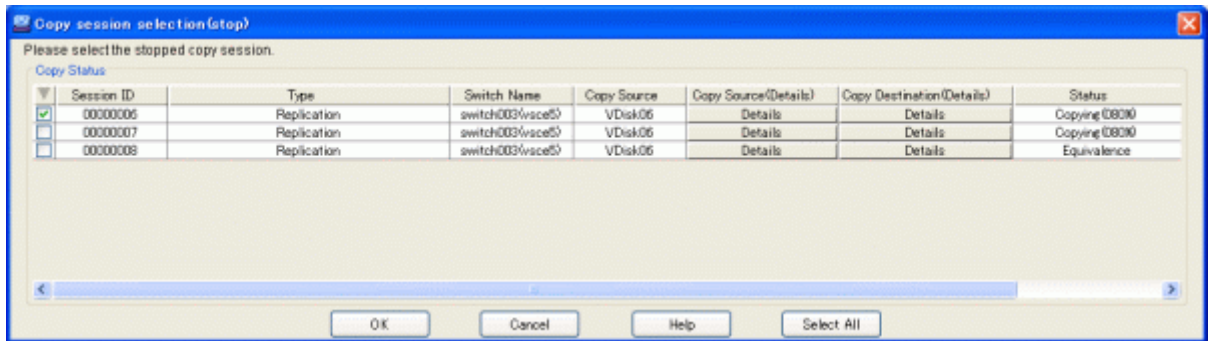 Copy session selection(stop)
Please select the stopped copy session.
Copy Status
Session ID Type Switch Name Copy Source Copy Source(Details) Copy Destination(Details) Status
00000006 Replication switch003(vsce5) VDisk06 Details Details Copying(080%)
00000007 Replication switch003(vsce5) VDisk06 Details Details Copying(080%)
00000008 Replication switch003(vsce5) VDisk06 Details Details Equivalence
OK Cancel Help Select All